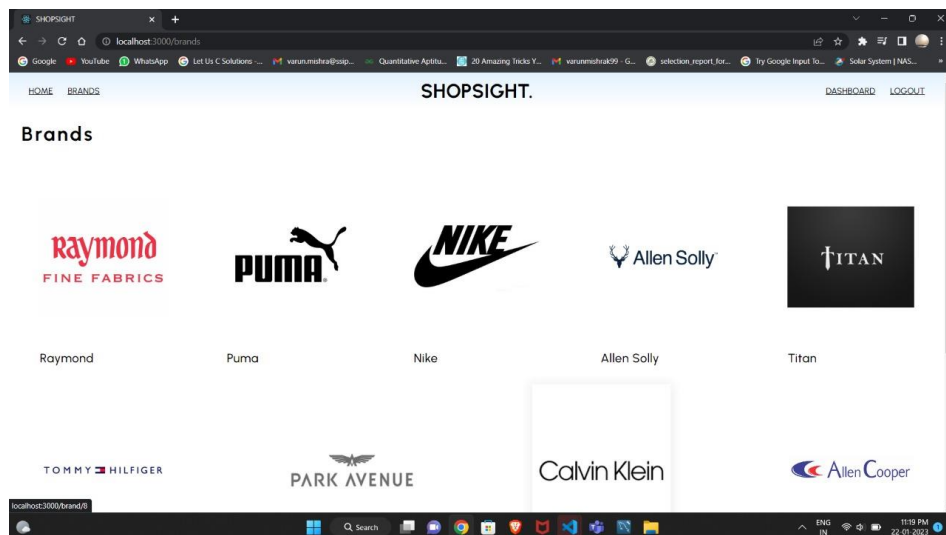 SHOPSIGHT
localhost:3000/brands
Google YouTube WhatsApp Let Us C Solutions -... varun.mishra@ssip... Quantitative Aptitu... 20 Amazing Tricks Y... varunmishrak99 - G... selection_report_for... Try Google Input To... Solar System | NAS...
HOME BRANDS SHOPSIGHT. DASHBOARD LOGOUT
Brands
Raymond
FINE FABRICS
PUMA
NIKE
Allen Solly
TITAN
Raymond Puma Nike Allen Solly Titan
TOMMY HILFIGER
PARK AVENUE
Calvin Klein
Allen Cooper
localhost:3000/brand/8
Search
ENG
IN
11:19 PM
22-01-2023